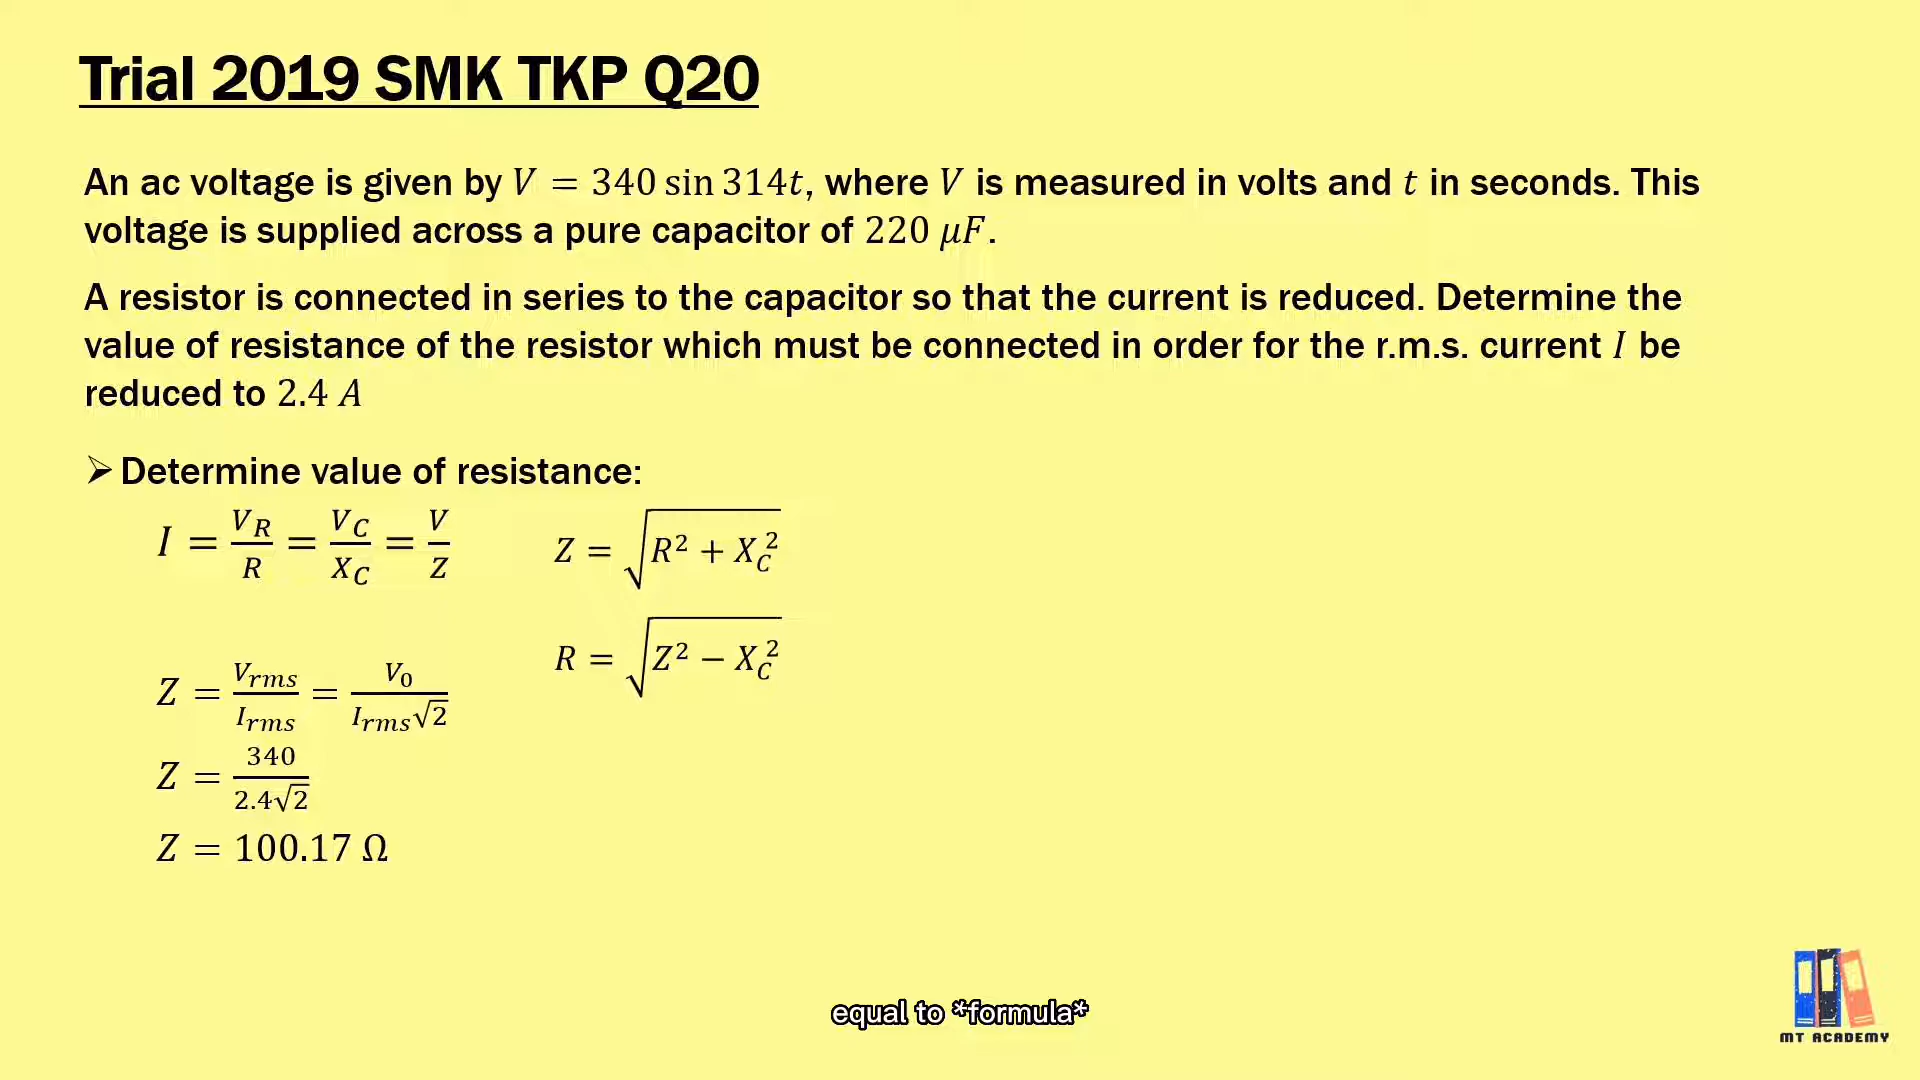 Trial 2019 SMK TKP Q20
An ac voltage is given by V = 340 sin 314t, where V is measured in volts and t in seconds. This
voltage is supplied across a pure capacitor of 220 μF.
A resistor is connected in series to the capacitor so that the current is reduced. Determine the
value of resistance of the resistor which must be connected in order for the r.m.s. current I be
reduced to 2.4 A
➢ Determine value of resistance:
I = V_R/R = V_C/X_C = V/Z
Z = V_rms/I_rms = V_0/(I_rms√2)
Z = 340/(2.4√2)
Z = 100.17 Ω
Z = √(R² + X_C²)
R = √(Z² − X_C²)
equal to *formula*
MT ACADEMY